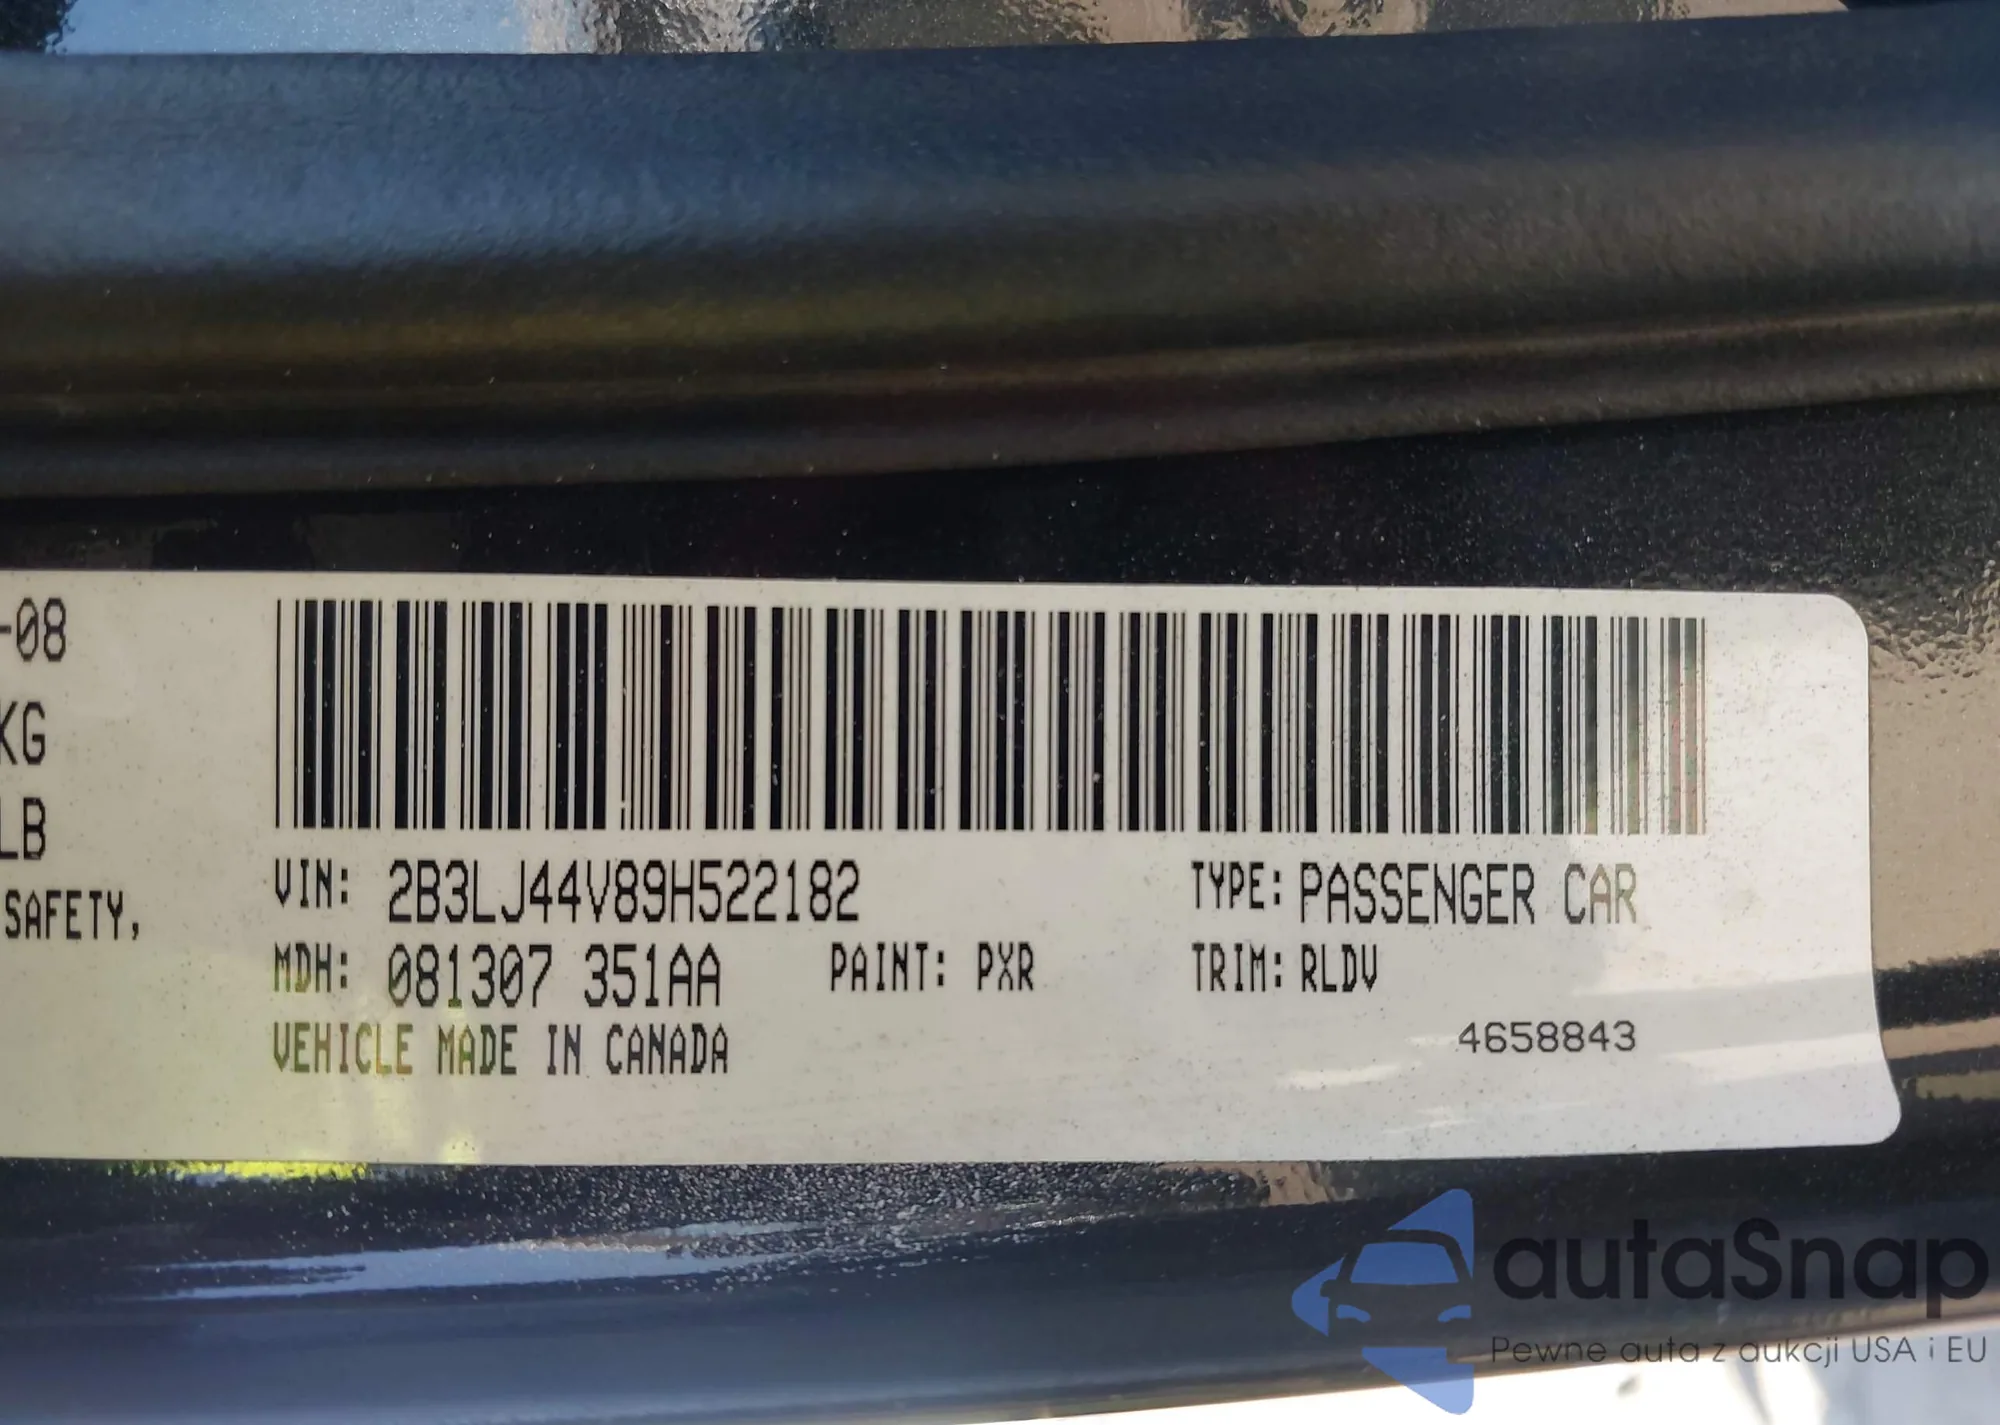 -08
KG
LB
SAFETY,
VIN: 2B3LJ44V89H522182
TYPE: PASSENGER CAR
MDH: 081307 351AA
PAINT: PXR
TRIM: RLDV
VEHICLE MADE IN CANADA
4658843
autaSnap
Pewne auta z aukcji USA i EU